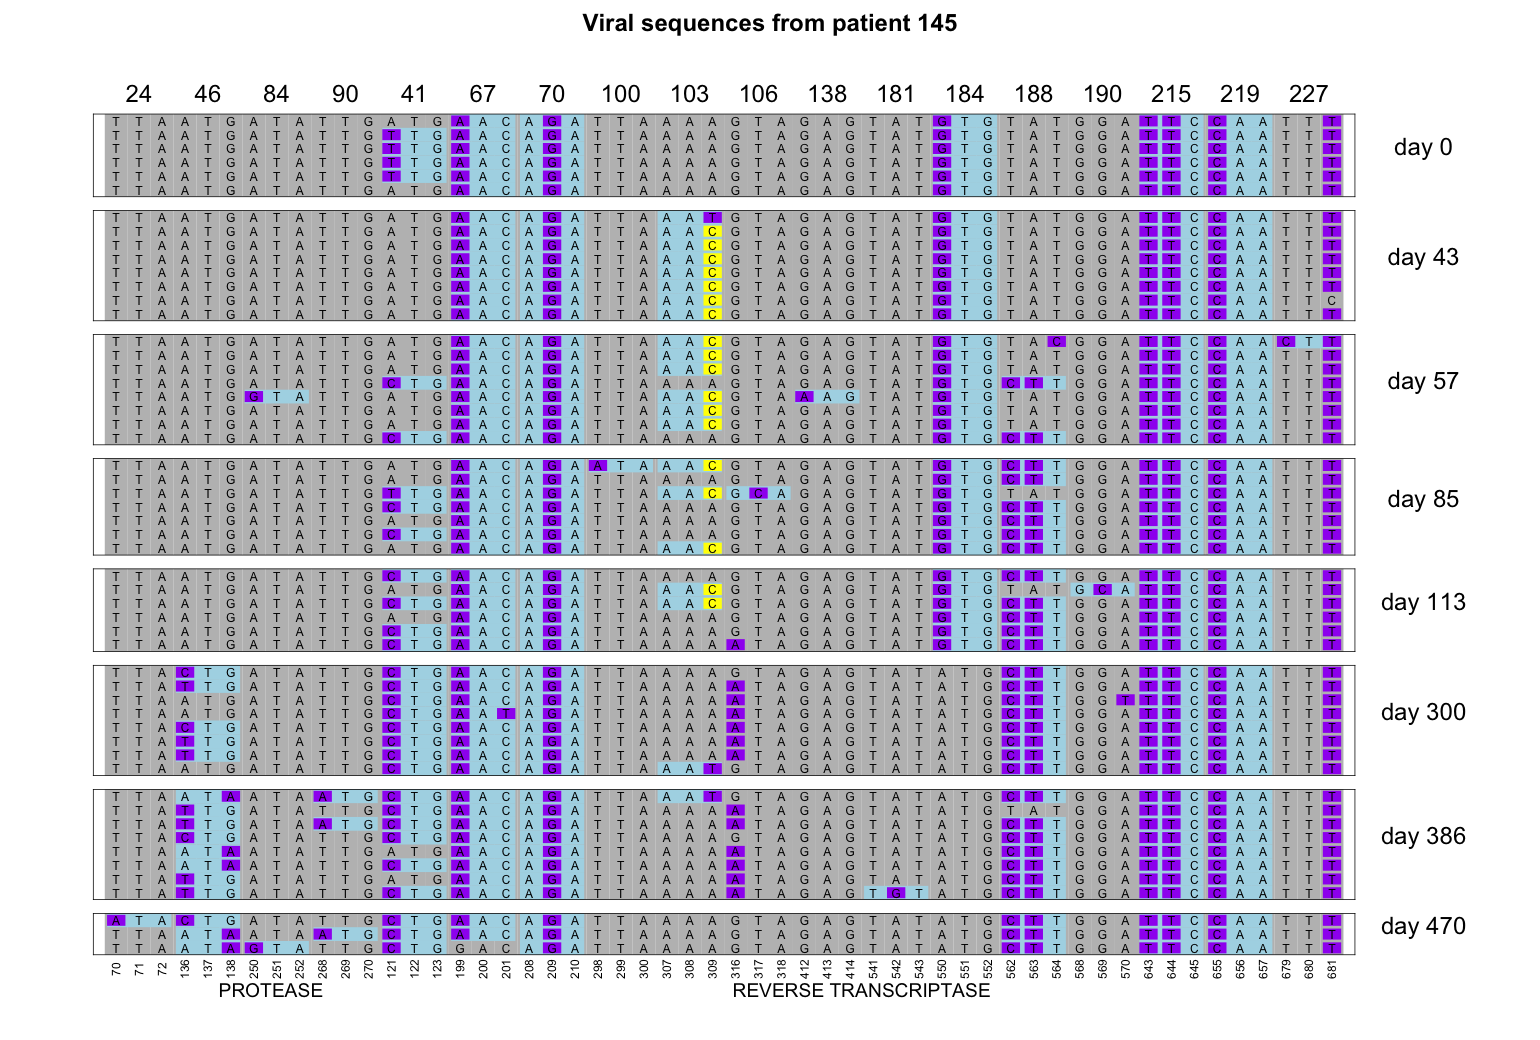 Viral sequences from patient 145
24 46 84 90 41 67 70 100 103 106 138 181 184 188 190 215 219 227
T T A A T G A T A T T G A T G A A C A G A T T A A A A G T A G A G T A T G T G T A T G G A T T C C A A T T T
T T A A T G A T A T T G T T G A A C A G A T T A A A A G T A G A G T A T G T G T A T G G A T T C C A A T T T
T T A A T G A T A T T G T T G A A C A G A T T A A A A G T A G A G T A T G T G T A T G G A T T C C A A T T T
day 0
T T A A T G A T A T T G T T G A A C A G A T T A A A A G T A G A G T A T G T G T A T G G A T T C C A A T T T
T T A A T G A T A T T G T T G A A C A G A T T A A A A G T A G A G T A T G T G T A T G G A T T C C A A T T T
T T A A T G A T A T T G A T G A A C A G A T T A A A A G T A G A G T A T G T G T A T G G A T T C C A A T T T
T T A A T G A T A T T G A T G A A C A G A T T A A A T G T A G A G T A T G T G T A T G G A T T C C A A T T T
T T A A T G A T A T T G A T G A A C A G A T T A A A C G T A G A G T A T G T G T A T G G A T T C C A A T T T
T T A A T G A T A T T G A T G A A C A G A T T A A A C G T A G A G T A T G T G T A T G G A T T C C A A T T T
T T A A T G A T A T T G A T G A A C A G A T T A A A C G T A G A G T A T G T G T A T G G A T T C C A A T T T
day 43
T T A A T G A T A T T G A T G A A C A G A T T A A A C G T A G A G T A T G T G T A T G G A T T C C A A T T T
T T A A T G A T A T T G A T G A A C A G A T T A A A C G T A G A G T A T G T G T A T G G A T T C C A A T T T
T T A A T G A T A T T G A T G A A C A G A T T A A A C G T A G A G T A T G T G T A T G G A T T C C A A T T C
T T A A T G A T A T T G A T G A A C A G A T T A A A C G T A G A G T A T G T G T A T G G A T T C C A A T T T
T T A A T G A T A T T G A T G A A C A G A T T A A A C G T A G A G T A T G T G T A C G G A T T C C A A C T T
T T A A T G A T A T T G A T G A A C A G A T T A A A C G T A G A G T A T G T G T A T G G A T T C C A A T T T
T T A A T G A T A T T G A T G A A C A G A T T A A A C G T A G A G T A T G T G T A T G G A T T C C A A T T T
T T A A T G A T A T T G C T G A A C A G A T T A A A A G T A G A G T A T G T G C T T G G A T T C C A A T T T
day 57
T T A A T G G T A T T G A T G A A C A G A T T A A A C G T A A A G T A T G T G T A T G G A T T C C A A T T T
T T A A T G A T A T T G A T G A A C A G A T T A A A C G T A G A G T A T G T G T A T G G A T T C C A A T T T
T T A A T G A T A T T G A T G A A C A G A T T A A A C G T A G A G T A T G T G T A T G G A T T C C A A T T T
T T A A T G A T A T T G C T G A A C A G A T T A A A A G T A G A G T A T G T G C T T G G A T T C C A A T T T
T T A A T G A T A T T G A T G A A C A G A A T A A A C G T A G A G T A T G T G C T T G G A T T C C A A T T T
T T A A T G A T A T T G A T G A A C A G A T T A A A A G T A G A G T A T G T G C T T G G A T T C C A A T T T
T T A A T G A T A T T G T T G A A C A G A T T A A A C G C A G A G T A T G T G T A T G G A T T C C A A T T T
day 85
T T A A T G A T A T T G C T G A A C A G A T T A A A A G T A G A G T A T G T G C T T G G A T T C C A A T T T
T T A A T G A T A T T G A T G A A C A G A T T A A A A G T A G A G T A T G T G C T T G G A T T C C A A T T T
T T A A T G A T A T T G C T G A A C A G A T T A A A A G T A G A G T A T G T G C T T G G A T T C C A A T T T
T T A A T G A T A T T G A T G A A C A G A T T A A A C G T A G A G T A T G T G C T T G G A T T C C A A T T T
T T A A T G A T A T T G C T G A A C A G A T T A A A A G T A G A G T A T G T G C T T G G A T T C C A A T T T
T T A A T G A T A T T G A T G A A C A G A T T A A A C G T A G A G T A T G T G T A T G C A T T C C A A T T T
T T A A T G A T A T T G C T G A A C A G A T T A A A C G T A G A G T A T G T G C T T G G A T T C C A A T T T
day 113
T T A A T G A T A T T G A T G A A C A G A T T A A A A G T A G A G T A T G T G C T T G G A T T C C A A T T T
T T A A T G A T A T T G C T G A A C A G A T T A A A A G T A G A G T A T G T G C T T G G A T T C C A A T T T
T T A A T G A T A T T G C T G A A C A G A T T A A A A A T A G A G T A T G T G C T T G G A T T C C A A T T T
T T A C T G A T A T T G C T G A A C A G A T T A A A A G T A G A G T A T A T G C T T G G A T T C C A A T T T
T T A T T G A T A T T G C T G A A C A G A T T A A A A A T A G A G T A T A T G C T T G G A T T C C A A T T T
T T A A T G A T A T T G C T G A A C A G A T T A A A A A T A G A G T A T A T G C T T G G T T T C C A A T T T
T T A A T G A T A T T G C T G A A T A G A T T A A A A A T A G A G T A T A T G C T T G G A T T C C A A T T T
day 300
T T A C T G A T A T T G C T G A A C A G A T T A A A A A T A G A G T A T A T G C T T G G A T T C C A A T T T
T T A T T G A T A T T G C T G A A C A G A T T A A A A A T A G A G T A T A T G C T T G G A T T C C A A T T T
T T A T T G A T A T T G C T G A A C A G A T T A A A A A T A G A G T A T A T G C T T G G A T T C C A A T T T
T T A A T G A T A T T G C T G A A C A G A T T A A A T G T A G A G T A T A T G C T T G G A T T C C A A T T T
T T A A T A A T A A T G C T G A A C A G A T T A A A T G T A G A G T A T A T G C T T G G A T T C C A A T T T
T T A T T G A T A T T G C T G A A C A G A T T A A A A A T A G A G T A T A T G T A T G G A T T C C A A T T T
T T A T T G A T A A T G C T G A A C A G A T T A A A A A T A G A G T A T A T G C T T G G A T T C C A A T T T
T T A C T G A T A T T G C T G A A C A G A T T A A A A G T A G A G T A T A T G C T T G G A T T C C A A T T T
day 386
T T A A T A A T A T T G A T G A A C A G A T T A A A A A T A G A G T A T A T G C T T G G A T T C C A A T T T
T T A A T A A T A T T G C T G A A C A G A T T A A A A A T A G A G T A T A T G C T T G G A T T C C A A T T T
T T A T T G A T A T T G A T G A A C A G A T T A A A A A T A G A G T A T A T G C T T G G A T T C C A A T T T
T T A T T G A T A T T G C T G A A C A G A T T A A A A A T A G A G T G T A T G C T T G G A T T C C A A T T T
A T A C T G A T A T T G C T G A A C A G A T T A A A A G T A G A G T A T A T G C T T G G A T T C C A A T T T
T T A A T A A T A A T G C T G A A C A G A T T A A A A G T A G A G T A T A T G C T T G G A T T C C A A T T T
day 470
T T A A T A G T A T T G C T G G A C A G A T T A A A A G T A G A G T A T A T G C T T G G A T T C C A A T T T
70 71 72 136 137 138 250 251 252 268 269 270 121 122 123 199 200 201 208 209 210 298 299 300 307 308 309 316 317 318 412 413 414 541 542 543 550 551 552 562 563 564 568 569 570 643 644 645 655 656 657 679 680 681
PROTEASE REVERSE TRANSCRIPTASE